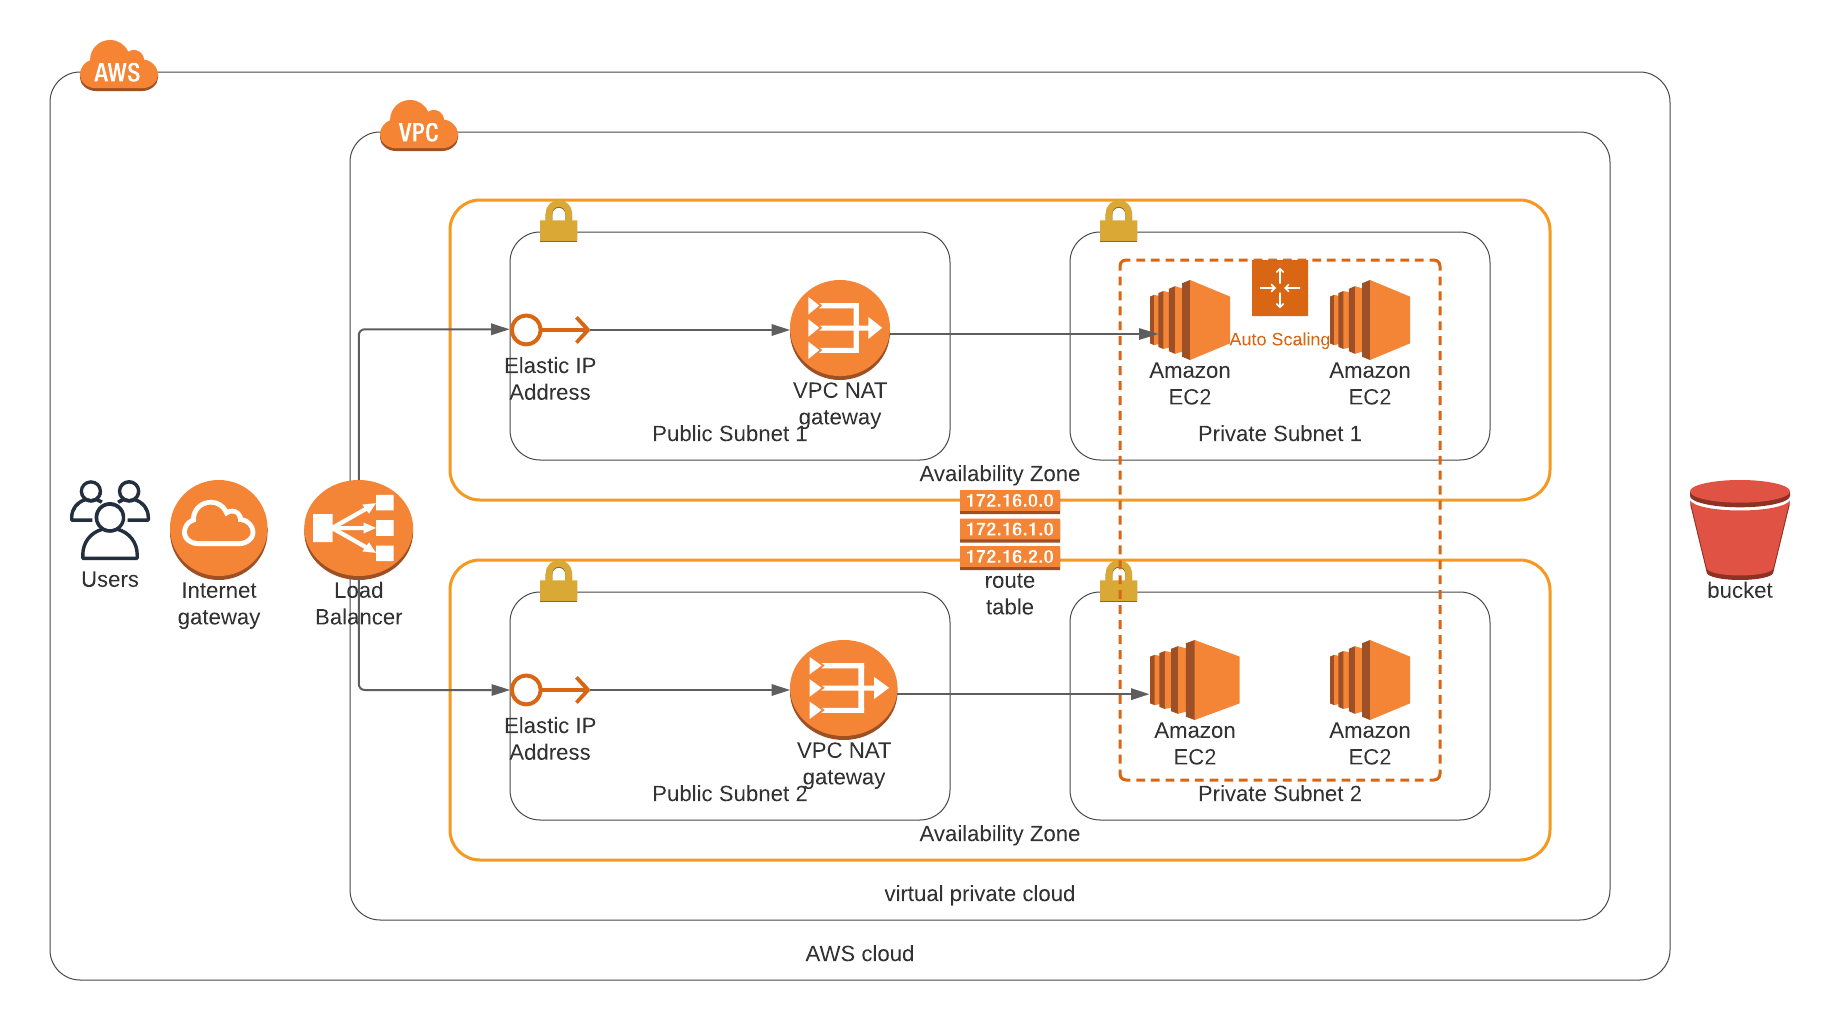 AWS
VPC
Elastic IP
Address
VPC NAT
gateway
Public Subnet 1
Auto Scaling
Amazon
EC2
Amazon
EC2
Private Subnet 1
Availability Zone
172.16.0.0
172.16.1.0
172.16.2.0
route
table
Users
Internet
gateway
Load
Balancer
bucket
Elastic IP
Address
VPC NAT
gateway
Public Subnet 2
Amazon
EC2
Amazon
EC2
Private Subnet 2
Availability Zone
virtual private cloud
AWS cloud